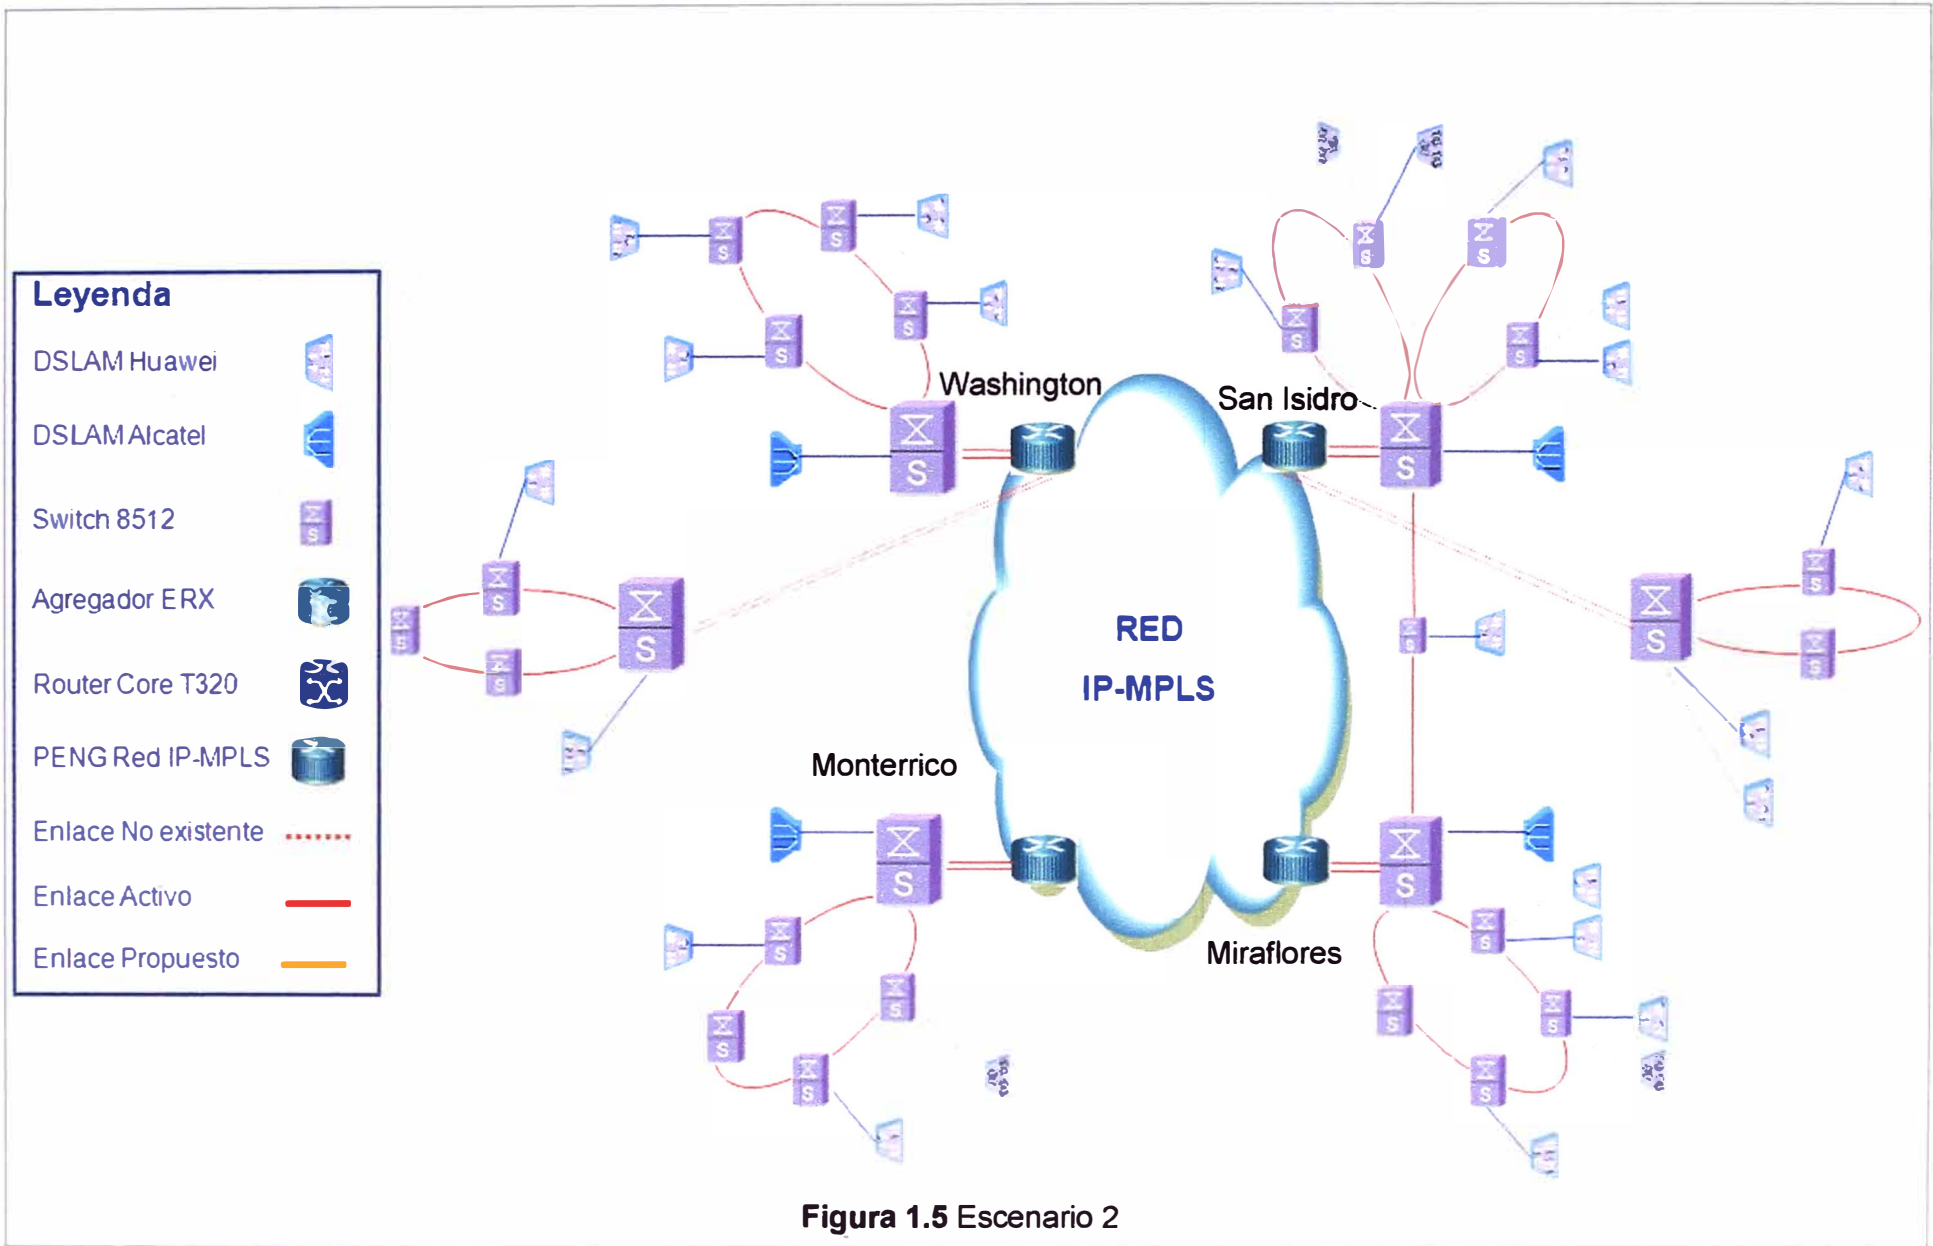 Leyenda
DSLAM Huawei
DSLAM Alcatel
Switch 8512
Agregador ERX
Router Core T320
PENG Red IP-MPLS
Enlace No existente
Enlace Activo
Enlace Propuesto
Washington
San Isidro
RED
IP-MPLS
Monterrico
Miraflores
Figura 1.5 Escenario 2